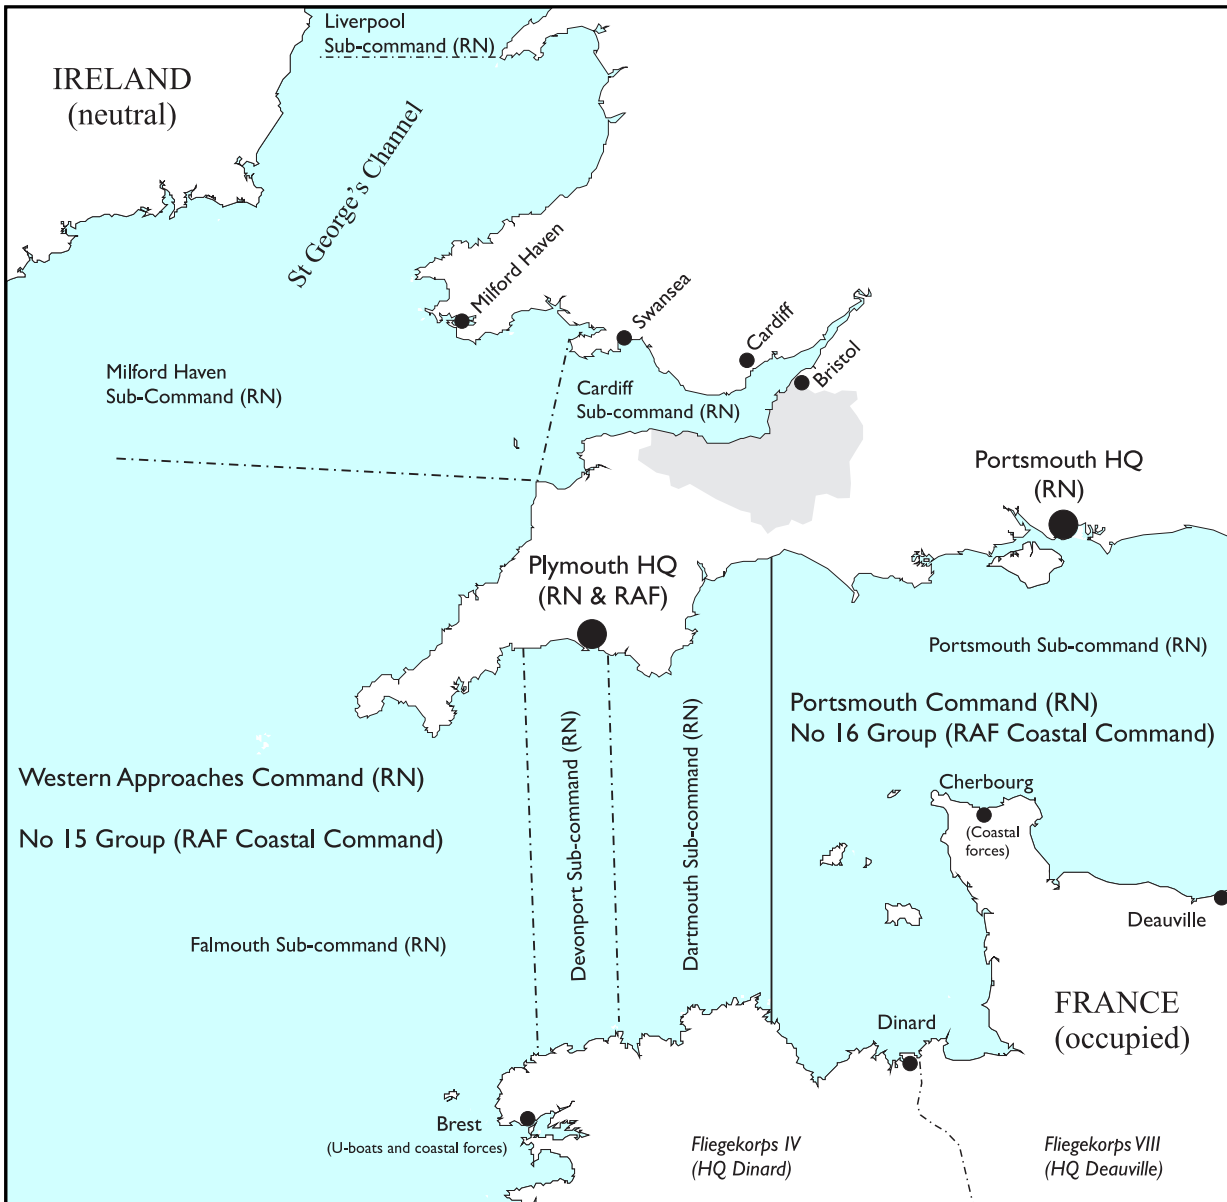 Liverpool
Sub-command (RN)
IRELAND
(neutral)
St George's Channel
Milford Haven
Swansea
Cardiff
Bristol
Milford Haven
Sub-Command (RN)
Cardiff
Sub-command (RN)
Portsmouth HQ
(RN)
Plymouth HQ
(RN & RAF)
Portsmouth Sub-command (RN)
Portsmouth Command (RN)
No 16 Group (RAF Coastal Command)
Western Approaches Command (RN)
No 15 Group (RAF Coastal Command)
Devonport Sub-command (RN)
Dartmouth Sub-command (RN)
Cherbourg
(Coastal
forces)
Deauville
Falmouth Sub-command (RN)
FRANCE
(occupied)
Dinard
Brest
(U-boats and coastal forces)
Fliegekorps IV
(HQ Dinard)
Fliegekorps VIII
(HQ Deauville)